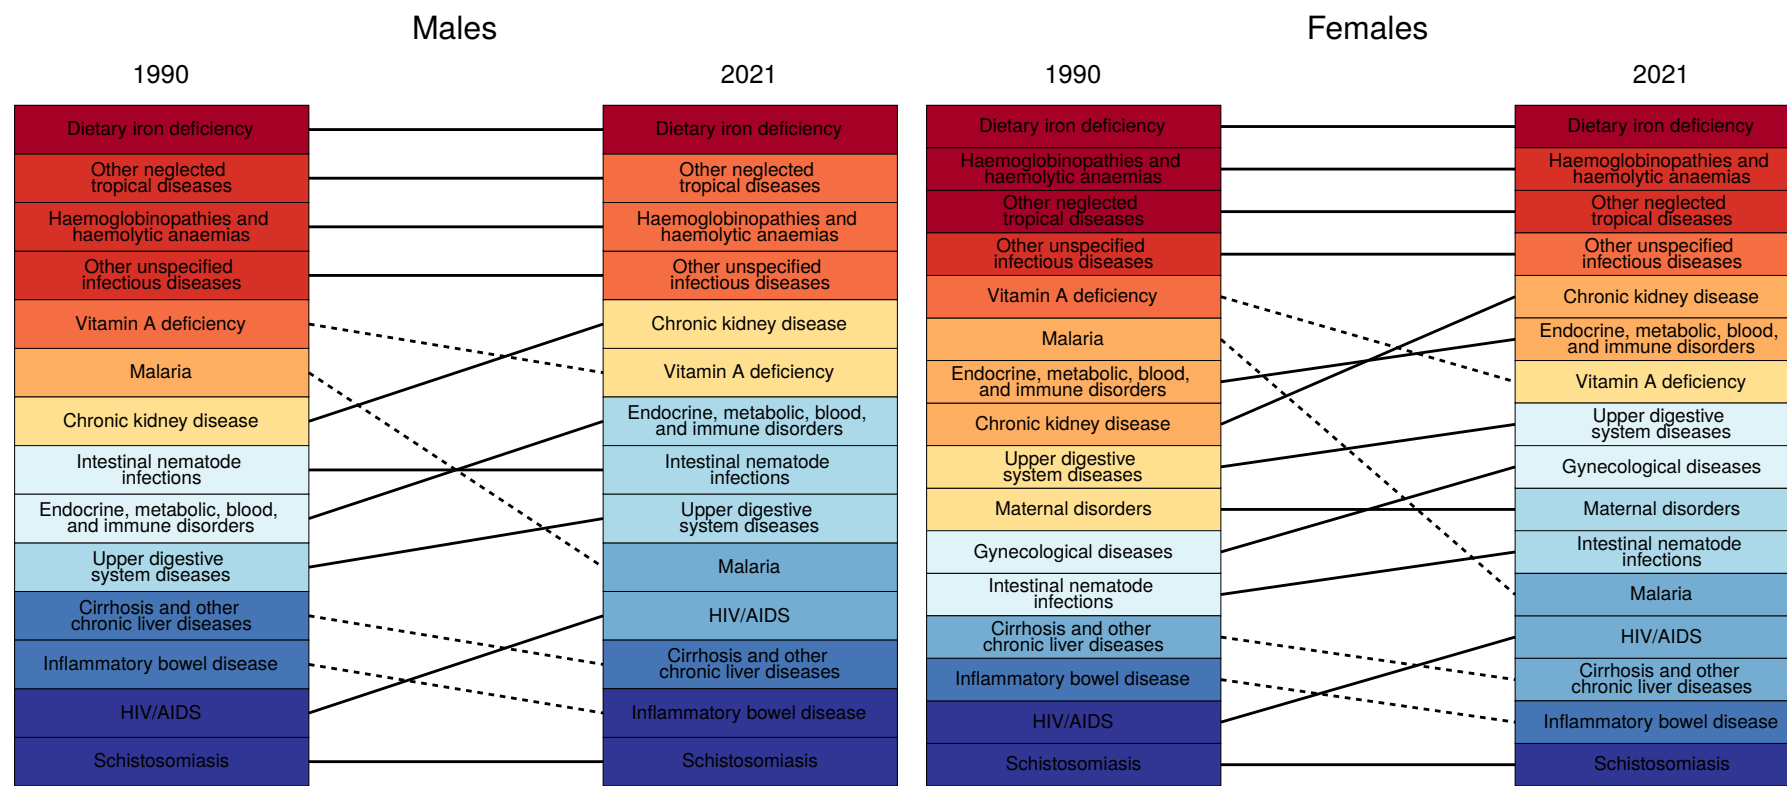 Males
1990
2021
Dietary iron deficiency
Other neglected
tropical diseases
Haemoglobinopathies and
haemolytic anaemias
Other unspecified
infectious diseases
Vitamin A deficiency
Malaria
Chronic kidney disease
Intestinal nematode
infections
Endocrine, metabolic, blood,
and immune disorders
Upper digestive
system diseases
Cirrhosis and other
chronic liver diseases
Inflammatory bowel disease
HIV/AIDS
Schistosomiasis
Dietary iron deficiency
Other neglected
tropical diseases
Haemoglobinopathies and
haemolytic anaemias
Other unspecified
infectious diseases
Chronic kidney disease
Vitamin A deficiency
Endocrine, metabolic, blood,
and immune disorders
Intestinal nematode
infections
Upper digestive
system diseases
Malaria
HIV/AIDS
Cirrhosis and other
chronic liver diseases
Inflammatory bowel disease
Schistosomiasis
Females
1990
2021
Dietary iron deficiency
Haemoglobinopathies and
haemolytic anaemias
Other neglected
tropical diseases
Other unspecified
infectious diseases
Vitamin A deficiency
Malaria
Endocrine, metabolic, blood,
and immune disorders
Chronic kidney disease
Upper digestive
system diseases
Maternal disorders
Gynecological diseases
Intestinal nematode
infections
Cirrhosis and other
chronic liver diseases
Inflammatory bowel disease
HIV/AIDS
Schistosomiasis
Dietary iron deficiency
Haemoglobinopathies and
haemolytic anaemias
Other neglected
tropical diseases
Other unspecified
infectious diseases
Chronic kidney disease
Endocrine, metabolic, blood,
and immune disorders
Vitamin A deficiency
Upper digestive
system diseases
Gynecological diseases
Maternal disorders
Intestinal nematode
infections
Malaria
HIV/AIDS
Cirrhosis and other
chronic liver diseases
Inflammatory bowel disease
Schistosomiasis